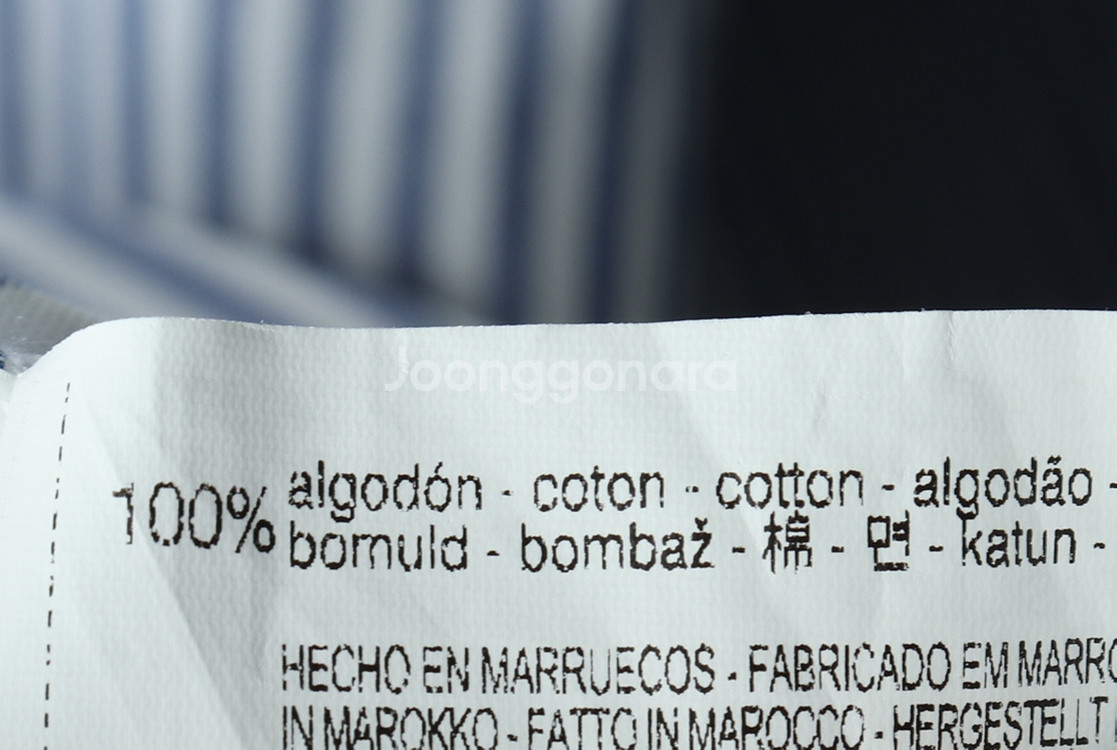 Joonggonara
100% algodón - coton - cotton - algodão -
bomuld - bombaž - 棉 - 면 - katun -
HECHO EN MARRUECOS - FABRICADO EM MARRO
IN MAROKKO - FATTO IN MAROCCO - HERGESTELLT